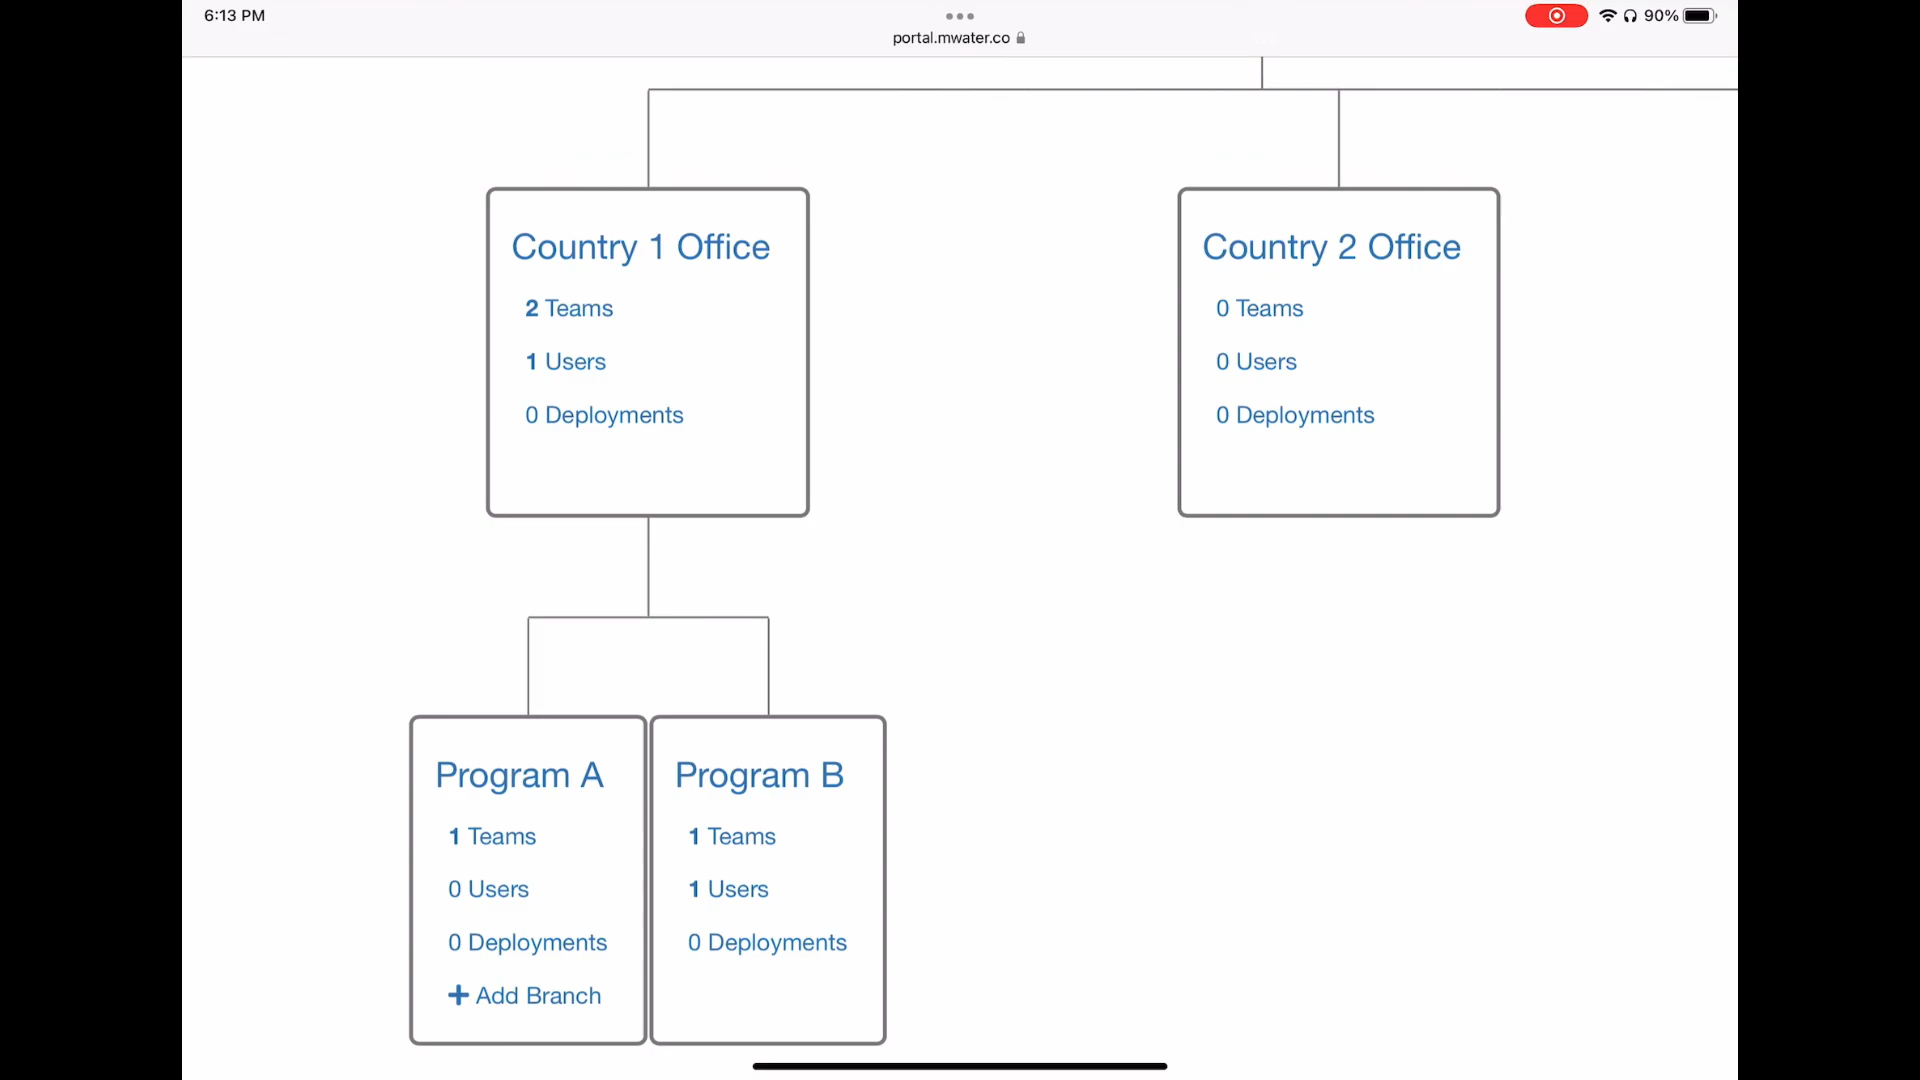 6:13 PM
90%
portal.mwater.co
Country 1 Office
2 Teams
1 Users
0 Deployments
Country 2 Office
0 Teams
0 Users
0 Deployments
Program A
1 Teams
0 Users
0 Deployments
+ Add Branch
Program B
1 Teams
1 Users
0 Deployments